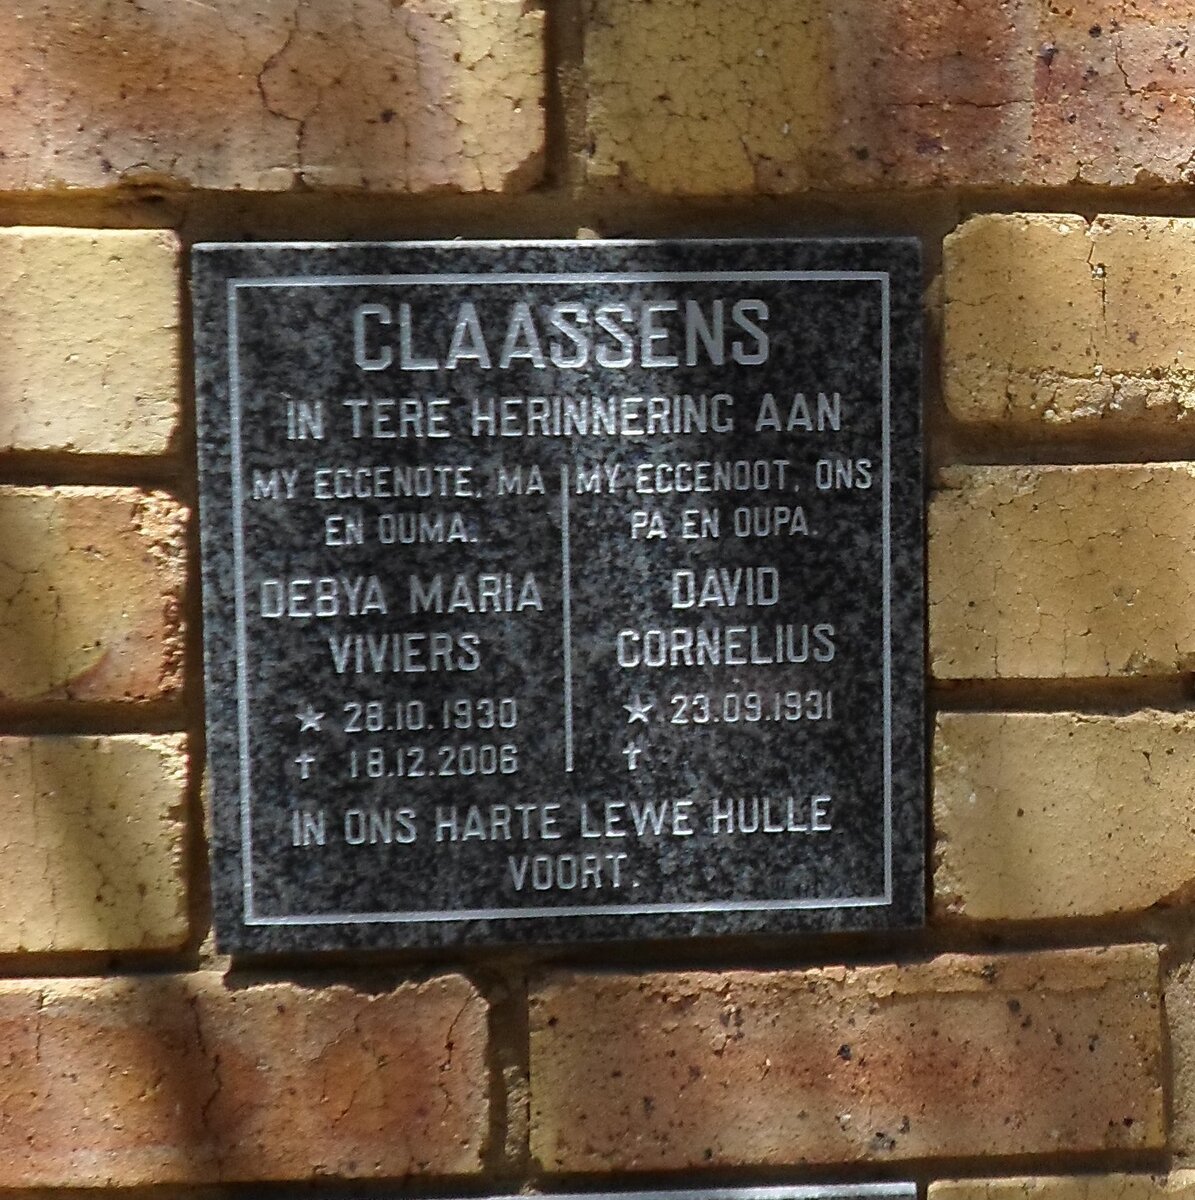 CLAASSENS
IN TERE HERINNERING AAN
MY EGGENOTE, MA
EN OUMA.
DEBYA MARIA
VIVIERS
★ 28.10.1930
† 18.12.2006
MY EGGENOOT, ONS
PA EN OUPA.
DAVID
CORNELIUS
★ 23.09.1931
†
IN ONS HARTE LEWE HULLE
VOORT.